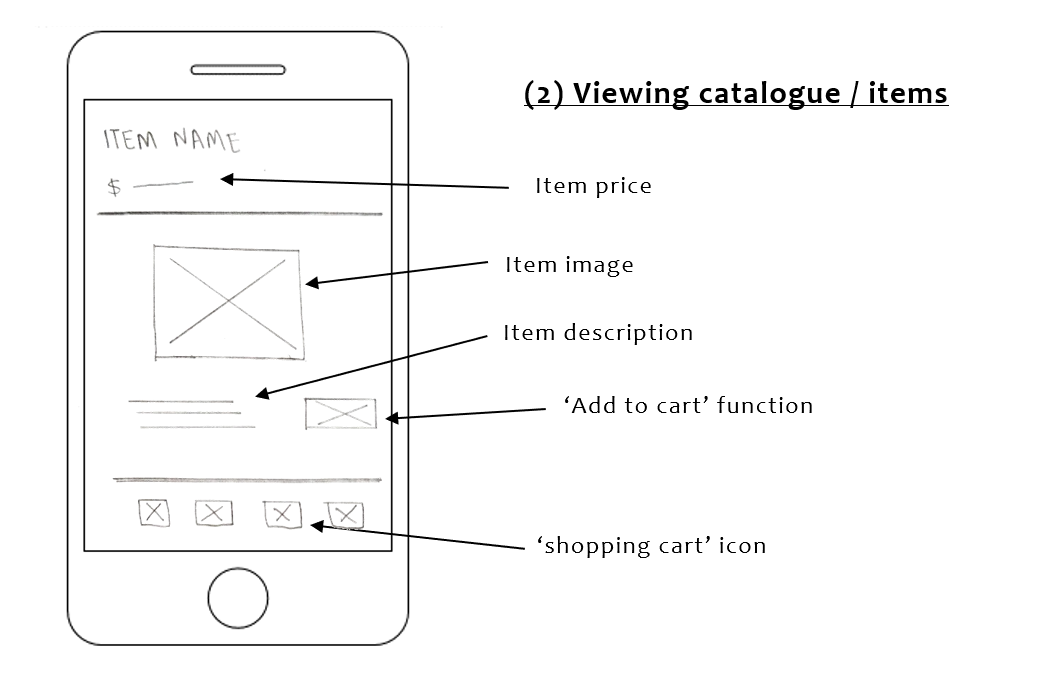 (2) Viewing catalogue / items
ITEM NAME
$
Item price
Item image
Item description
‘Add to cart’ function
‘shopping cart’ icon